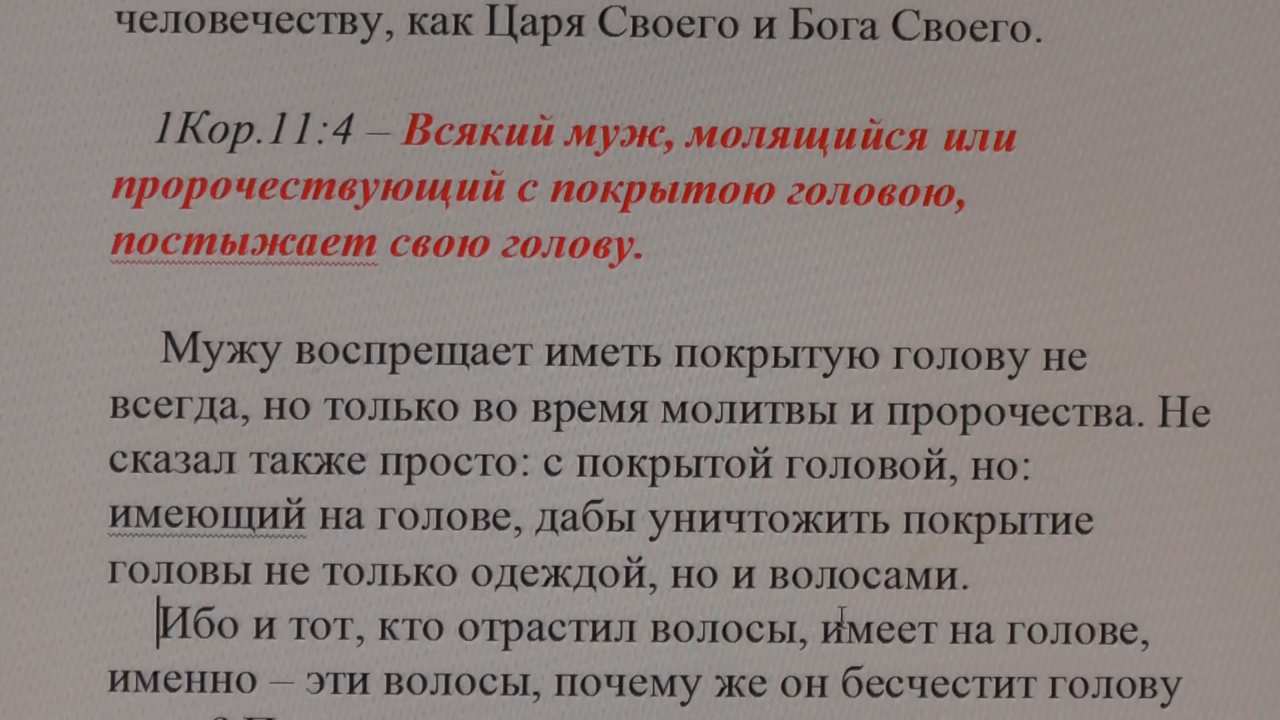 человечеству, как Царя Своего и Бога Своего.
1Кор.11:4 – Всякий муж, молящийся или
пророчествующий с покрытою головою,
постыжает свою голову.
Мужу воспрещает иметь покрытую голову не
всегда, но только во время молитвы и пророчества. Не
сказал также просто: с покрытой головой, но:
имеющий на голове, дабы уничтожить покрытие
головы не только одеждой, но и волосами.
Ибо и тот, кто отрастил волосы, имеет на голове,
именно – эти волосы, почему же он бесчестит голову